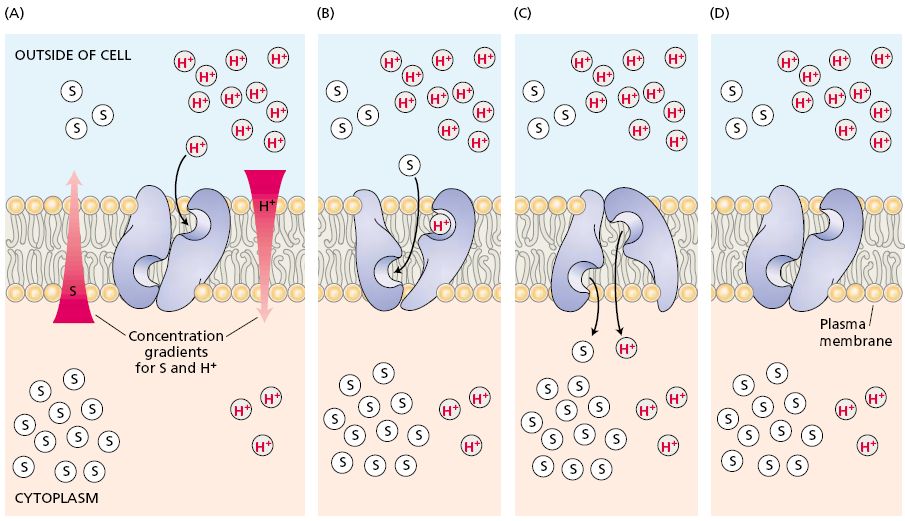 (A)
OUTSIDE OF CELL
H⁺ H⁺ H⁺
S H⁺ H⁺ H⁺
S H⁺ H⁺ H⁺
S H⁺ H⁺
H⁺
H⁺
S
Concentration
gradients
for S and H⁺
S S
S S H⁺ H⁺
S S S S H⁺
S S S
CYTOPLASM
(B)
H⁺ H⁺ H⁺
S H⁺ H⁺ H⁺
S H⁺ H⁺ H⁺
S H⁺
S
H⁺
S S
S S H⁺ H⁺
S S S S H⁺
S S S
(C)
H⁺ H⁺ H⁺
S H⁺ H⁺ H⁺
S H⁺ H⁺ H⁺
S H⁺
S H⁺
S S
S S H⁺ H⁺
S S S S H⁺
S S S
(D)
H⁺ H⁺ H⁺
S H⁺ H⁺ H⁺
S H⁺ H⁺ H⁺
S H⁺
Plasma
membrane
S S
S S H⁺ H⁺
S S S S H⁺
S S S